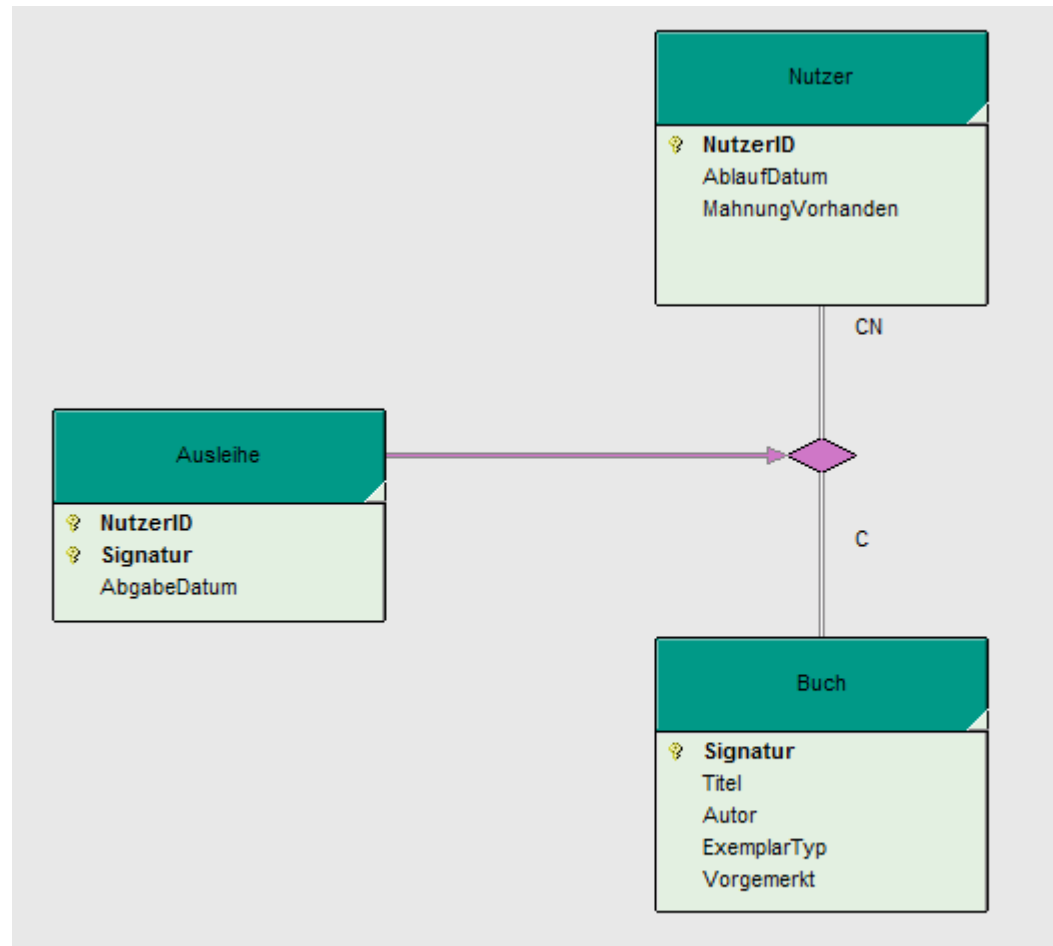 Nutzer
NutzerID
AblaufDatum
MahnungVorhanden
CN
Ausleihe
NutzerID
Signatur
AbgabeDatum
C
Buch
Signatur
Titel
Autor
ExemplarTyp
Vorgemerkt